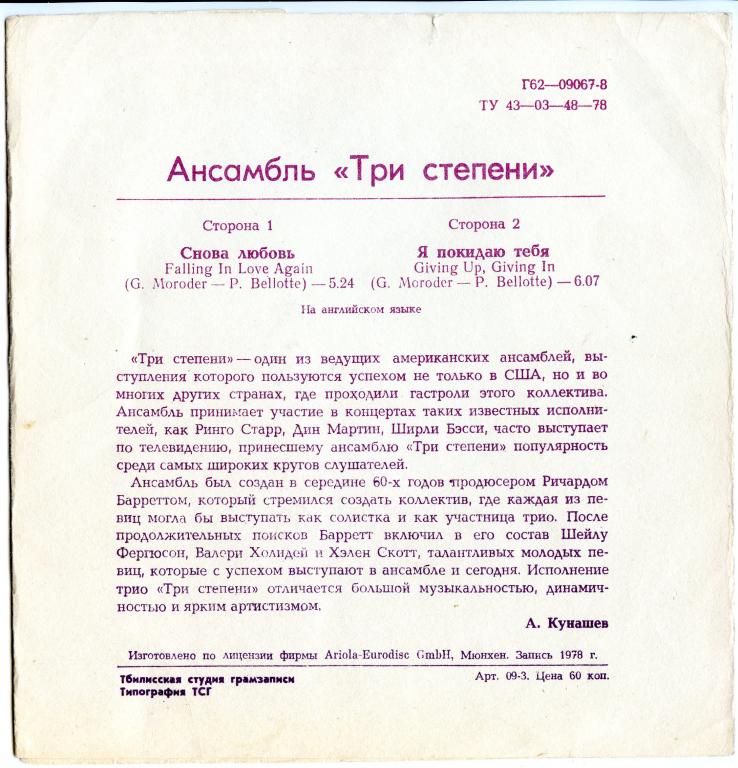 Г62—09067-8
ТУ 43—03—48—78
Ансамбль «Три степени»
Сторона 1
Снова любовь
Falling In Love Again
(G. Moroder — P. Bellotte) — 5.24
Сторона 2
Я покидаю тебя
Giving Up, Giving In
(G. Moroder — P. Bellotte) — 6.07
На английском языке
«Три степени» — один из ведущих американских ансамблей, вы-
ступления которого пользуются успехом не только в США, но и во
многих других странах, где проходили гастроли этого коллектива.
Ансамбль принимает участие в концертах таких известных исполни-
телей, как Ринго Старр, Дин Мартин, Ширли Бэсси, часто выступает
по телевидению, принесшему ансамблю «Три степени» популярность
среди самых широких кругов слушателей.
Ансамбль был создан в середине 60-х годов продюсером Ричардом
Барреттом, который стремился создать коллектив, где каждая из пе-
виц могла бы выступать как солистка и как участница трио. После
продолжительных поисков Барретт включил в его состав Шейлу
Фергюсон, Валери Холидей и Хэлен Скотт, талантливых молодых пе-
виц, которые с успехом выступают в ансамбле и сегодня. Исполнение
трио «Три степени» отличается большой музыкальностью, динамич-
ностью и ярким артистизмом.
А. Кунашев
Изготовлено по лицензии фирмы Ariola-Eurodisc GmbH, Мюнхен. Запись 1978 г.
Тбилисская студия грамзаписи
Типография ТСГ
Арт. 09-3. Цена 60 коп.